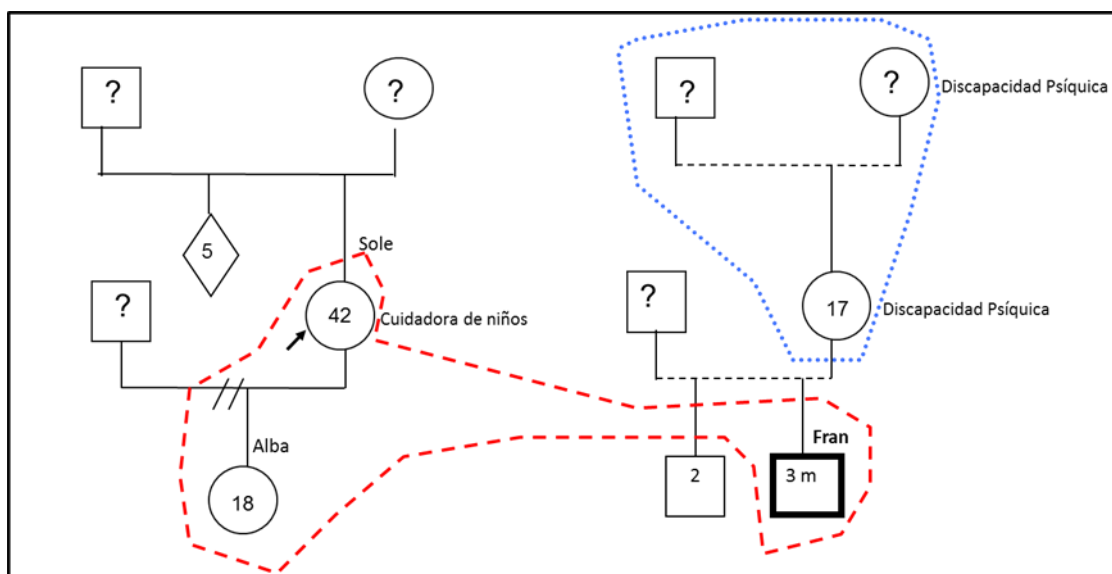 ?
?
?
?
Discapacidad Psíquica
5
Sole
?
42
Cuidadora de niños
?
17
Discapacidad Psíquica
Alba
18
Fran
2
3 m